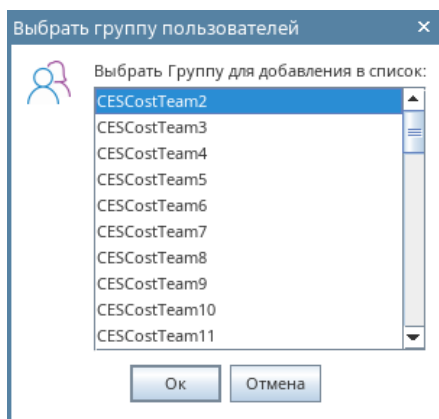 Выбрать группу пользователей
Выбрать Группу для добавления в список:
CESCostTeam2
CESCostTeam3
CESCostTeam4
CESCostTeam5
CESCostTeam6
CESCostTeam7
CESCostTeam8
CESCostTeam9
CESCostTeam10
CESCostTeam11
Ок
Отмена